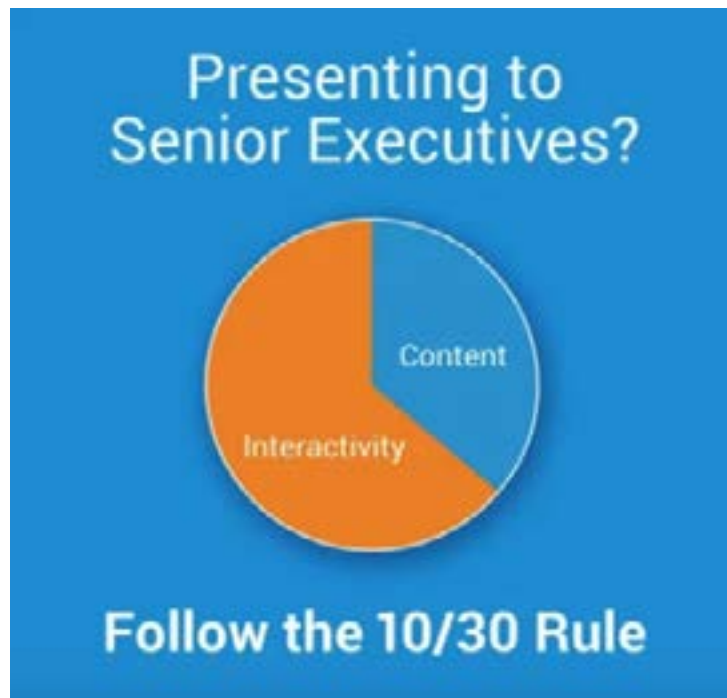 Presenting to
Senior Executives?
Content
Interactivity
Follow the 10/30 Rule